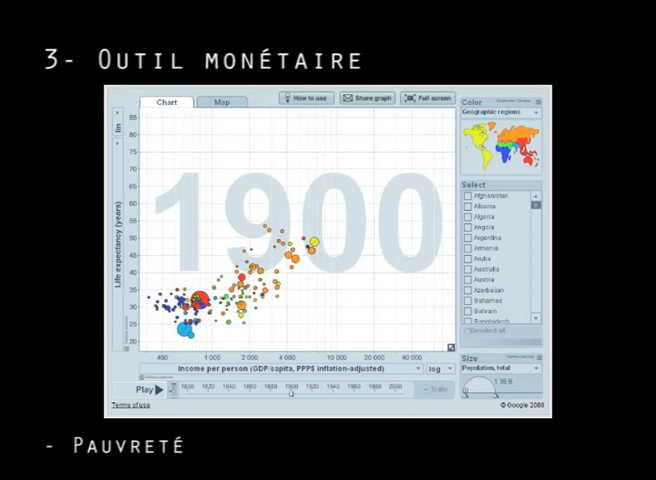 3- Outil monétaire
Chart Map How to use Share graph Full screen
Color
Geographic regions
lin
85
80
75
70
65
60
55
50
45
40
35
30
25
20
Life expectancy (years)
1900
Select
Afghanistan
Albania
Algeria
Angola
Argentina
Armenia
Aruba
Australia
Austria
Azerbaijan
Bahamas
Bahrain
Bangladesh
Deselect all
400 1 000 2 000 4 000 10 000 20 000 40 000
Income per person (GDP/capita, PPP$ inflation-adjusted) log
Size
Population, total
1.36 B
Play 1800 1820 1840 1860 1880 1900 1920 1940 1960 1980 2000 Trails
Terms of use © Google 2008
- Pauvreté